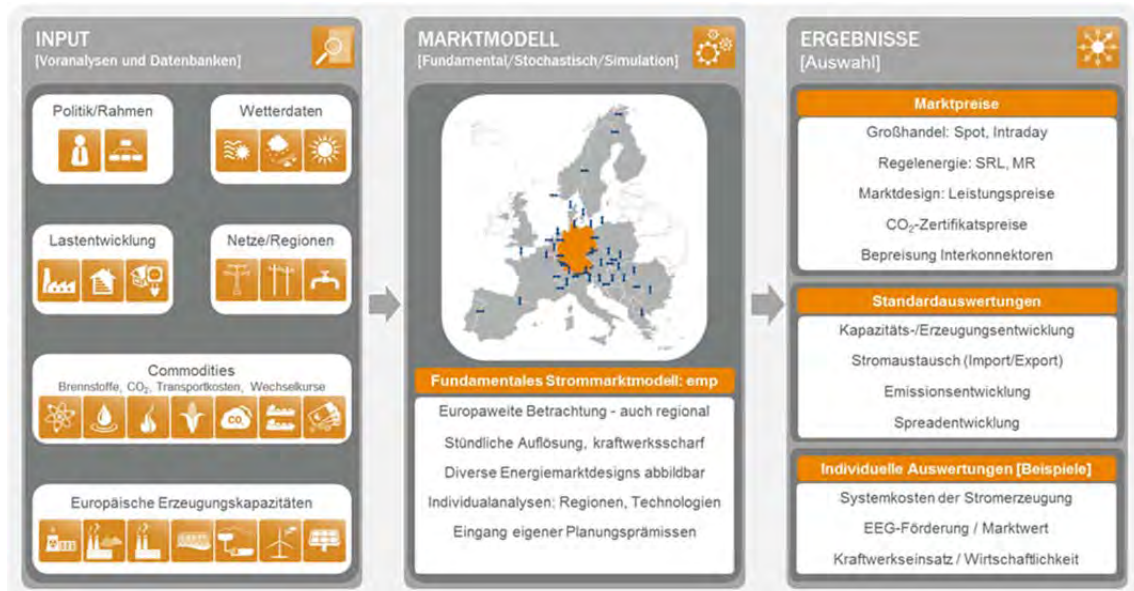 INPUT
[Voranalysen und Datenbanken]
Politik/Rahmen
Wetterdaten
Lastentwicklung
Netze/Regionen
Commodities
Brennstoffe, CO₂, Transportkosten, Wechselkurse
CO₂
Europäische Erzeugungskapazitäten
MARKTMODELL
[Fundamental/Stochastisch/Simulation]
Fundamentales Strommarktmodell: emp
Europaweite Betrachtung - auch regional
Stündliche Auflösung, kraftwerksscharf
Diverse Energiemarktdesigns abbildbar
Individualanalysen: Regionen, Technologien
Eingang eigener Planungsprämissen
ERGEBNISSE
[Auswahl]
Marktpreise
Großhandel: Spot, Intraday
Regelenergie: SRL, MR
Marktdesign: Leistungspreise
CO₂-Zertifikatspreise
Bepreisung Interkonnektoren
Standardauswertungen
Kapazitäts-/Erzeugungsentwicklung
Stromaustausch (Import/Export)
Emissionsentwicklung
Spreadentwicklung
Individuelle Auswertungen [Beispiele]
Systemkosten der Stromerzeugung
EEG-Förderung / Marktwert
Kraftwerkseinsatz / Wirtschaftlichkeit